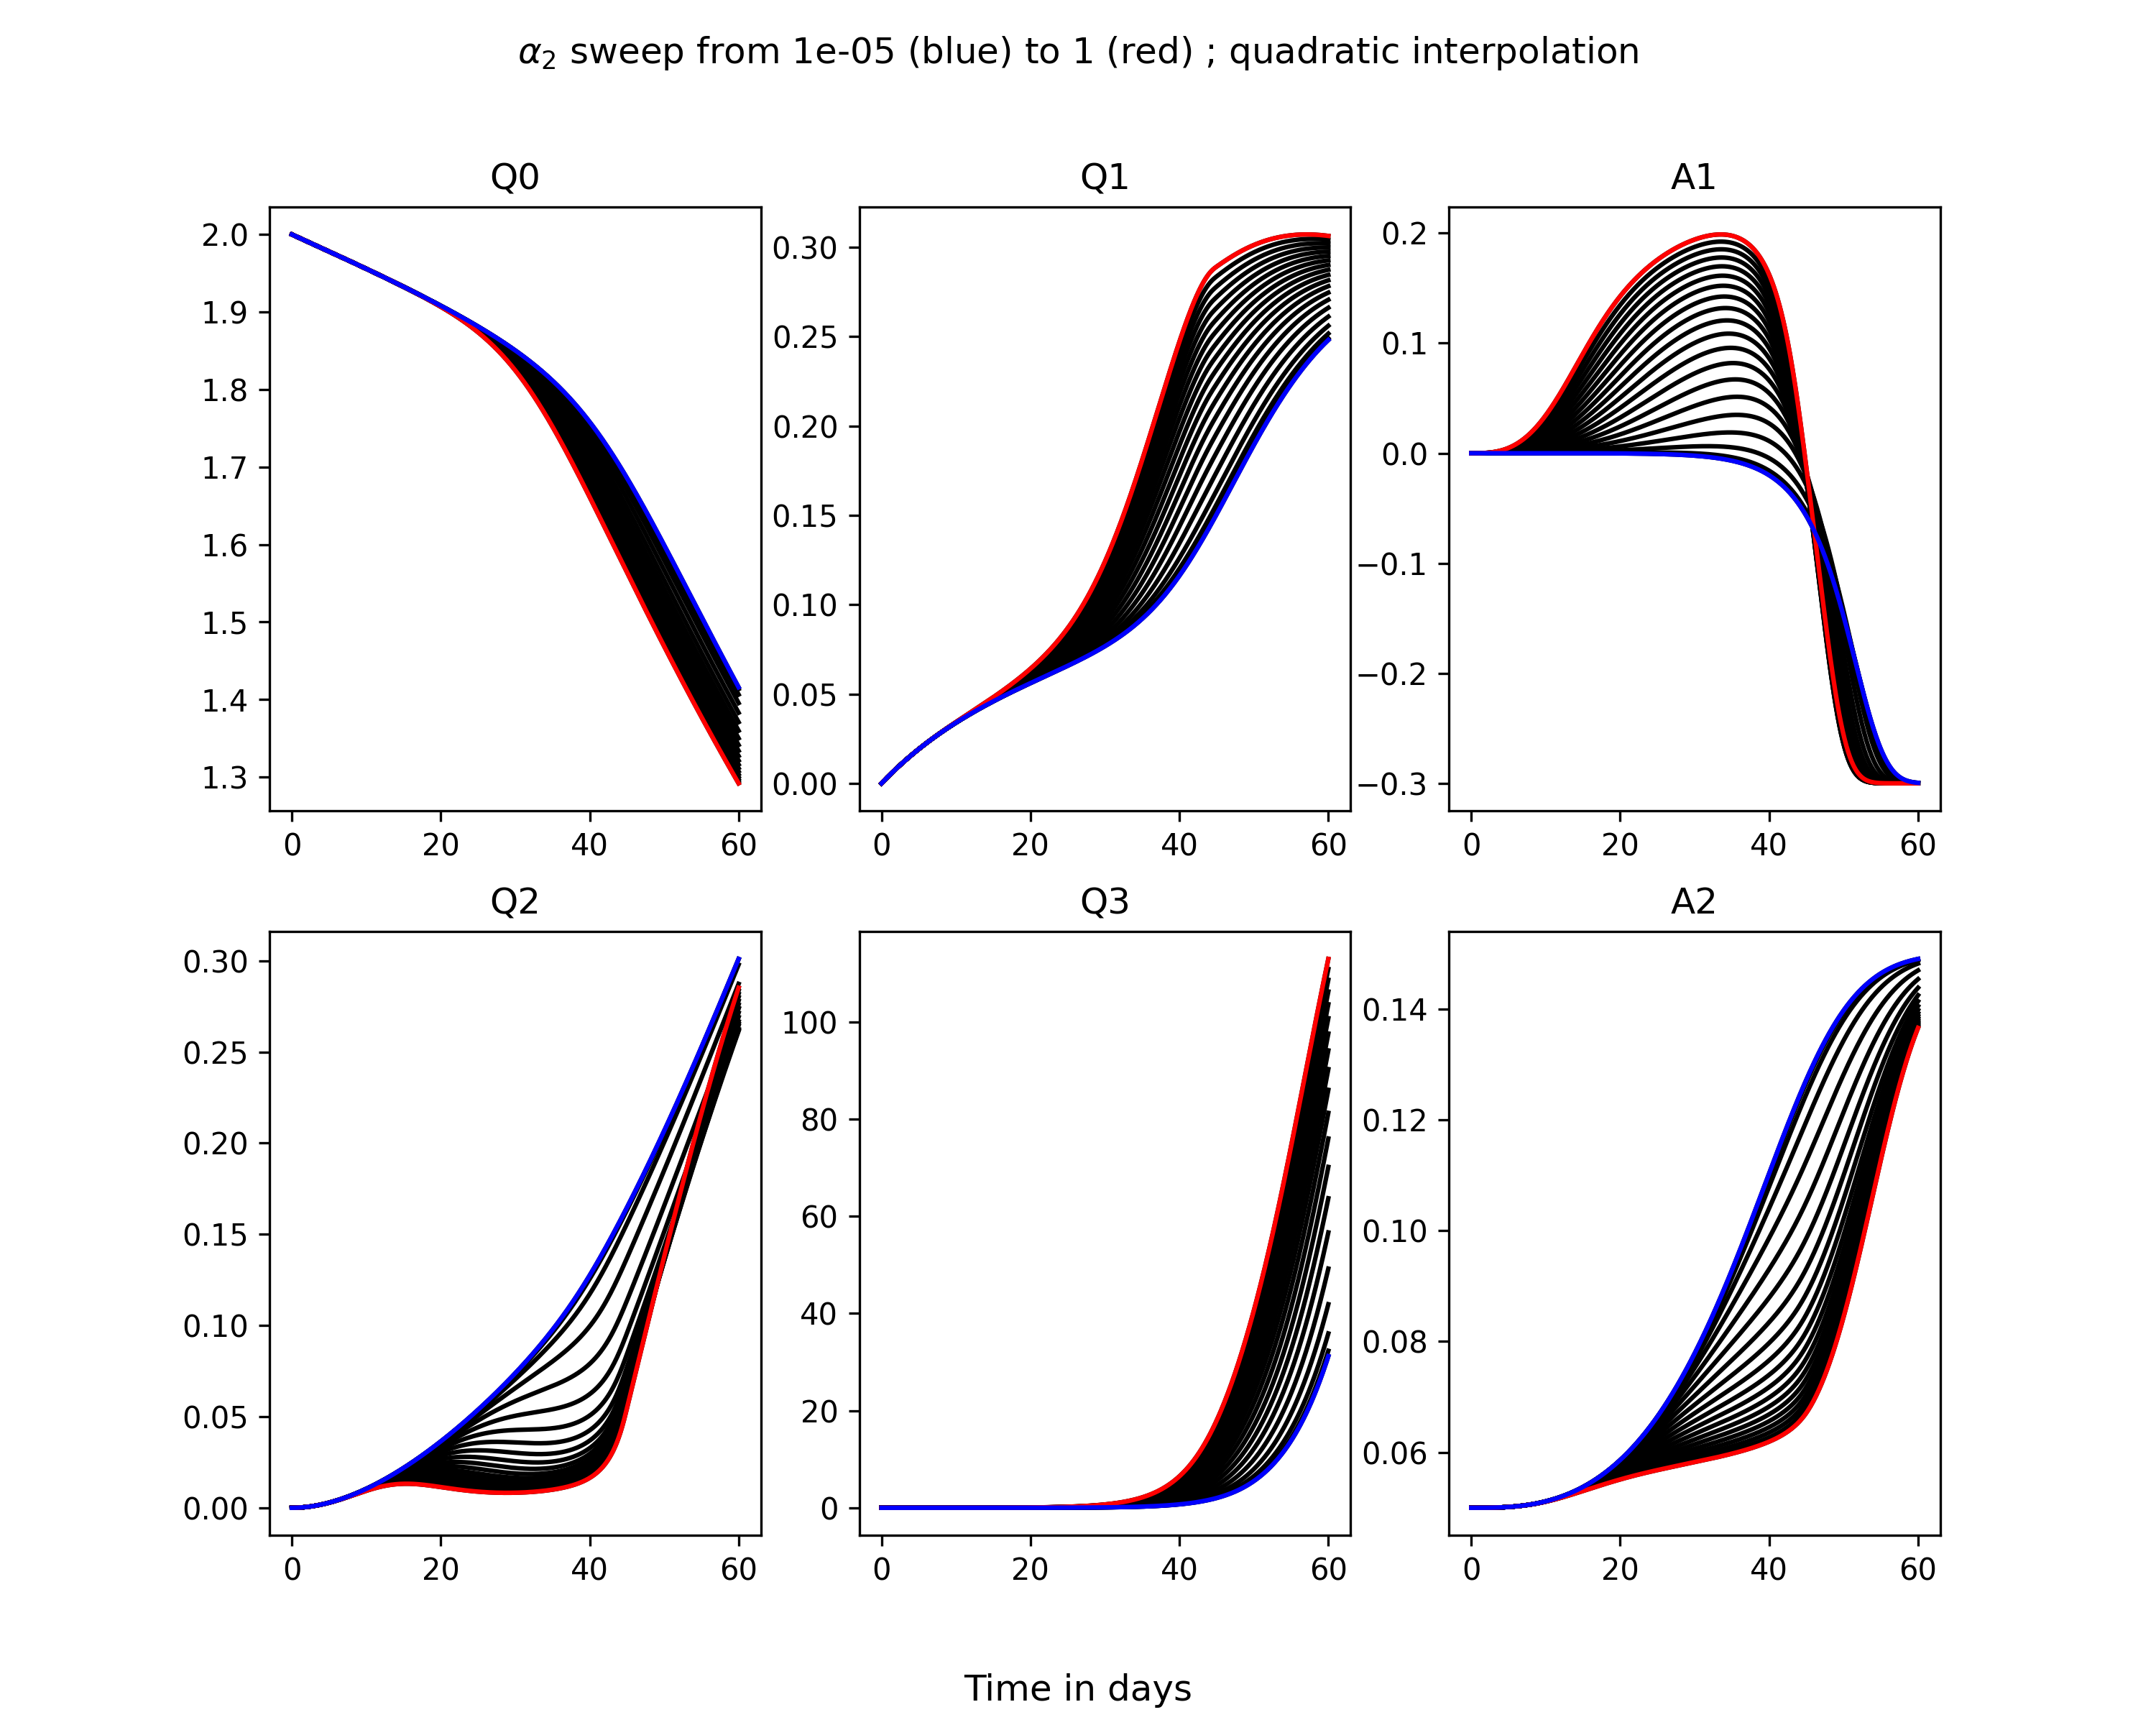 α₂ sweep from 1e-05 (blue) to 1 (red) ; quadratic interpolation
Q0
2.0
1.9
1.8
1.7
1.6
1.5
1.4
1.3
0 20 40 60
Q1
0.30
0.25
0.20
0.15
0.10
0.05
0.00
0 20 40 60
A1
0.2
0.1
0.0
−0.1
−0.2
−0.3
0 20 40 60
Q2
0.30
0.25
0.20
0.15
0.10
0.05
0.00
0 20 40 60
Q3
100
80
60
40
20
0
0 20 40 60
A2
0.14
0.12
0.10
0.08
0.06
0 20 40 60
Time in days